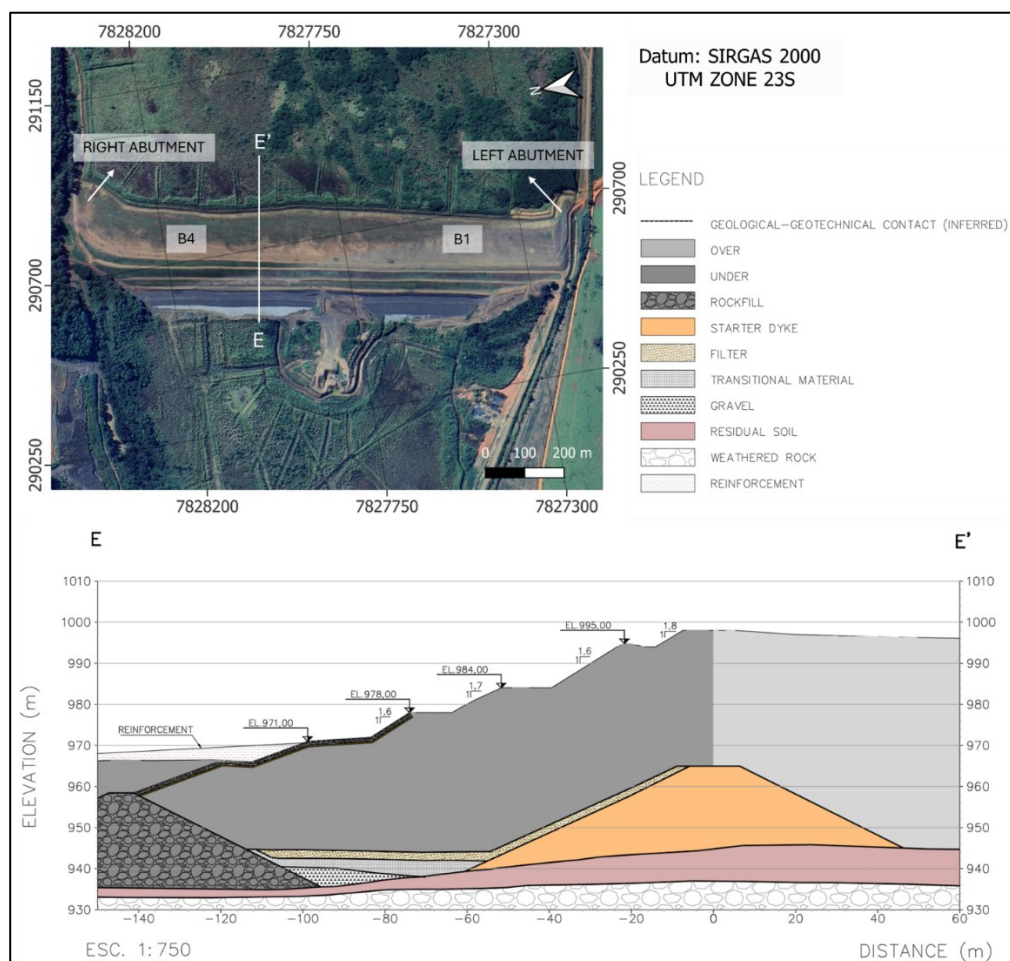 7828200
7827750
7827300
Datum: SIRGAS 2000
UTM ZONE 23S
291150
N
RIGHT ABUTMENT
E'
LEFT ABUTMENT
290700
B4
B1
290700
E
290250
290250
0 100 200 m
7828200
7827750
7827300
LEGEND
GEOLOGICAL-GEOTECHNICAL CONTACT (INFERRED)
OVER
UNDER
ROCKFILL
STARTER DYKE
FILTER
TRANSITIONAL MATERIAL
GRAVEL
RESIDUAL SOIL
WEATHERED ROCK
REINFORCEMENT
E
E'
1010
1010
1000
EL.995,00
1,8
1
1000
990
1,6
1
990
EL.984,00
980
EL.978,00
1,7
1
980
1,6
1
EL.971,00
REINFORCEMENT
970
970
960
960
950
950
940
940
930
930
ELEVATION (m)
ELEVATION (m)
-140 -120 -100 -80 -60 -40 -20 0 20 40 60
ESC. 1:750
DISTANCE (m)